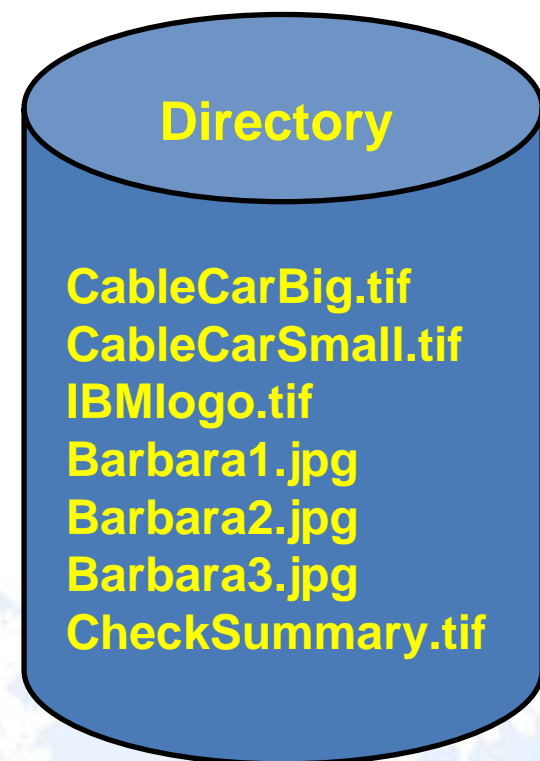 Directory
CableCarBig.tif
CableCarSmall.tif
IBMlogo.tif
Barbara1.jpg
Barbara2.jpg
Barbara3.jpg
CheckSummary.tif